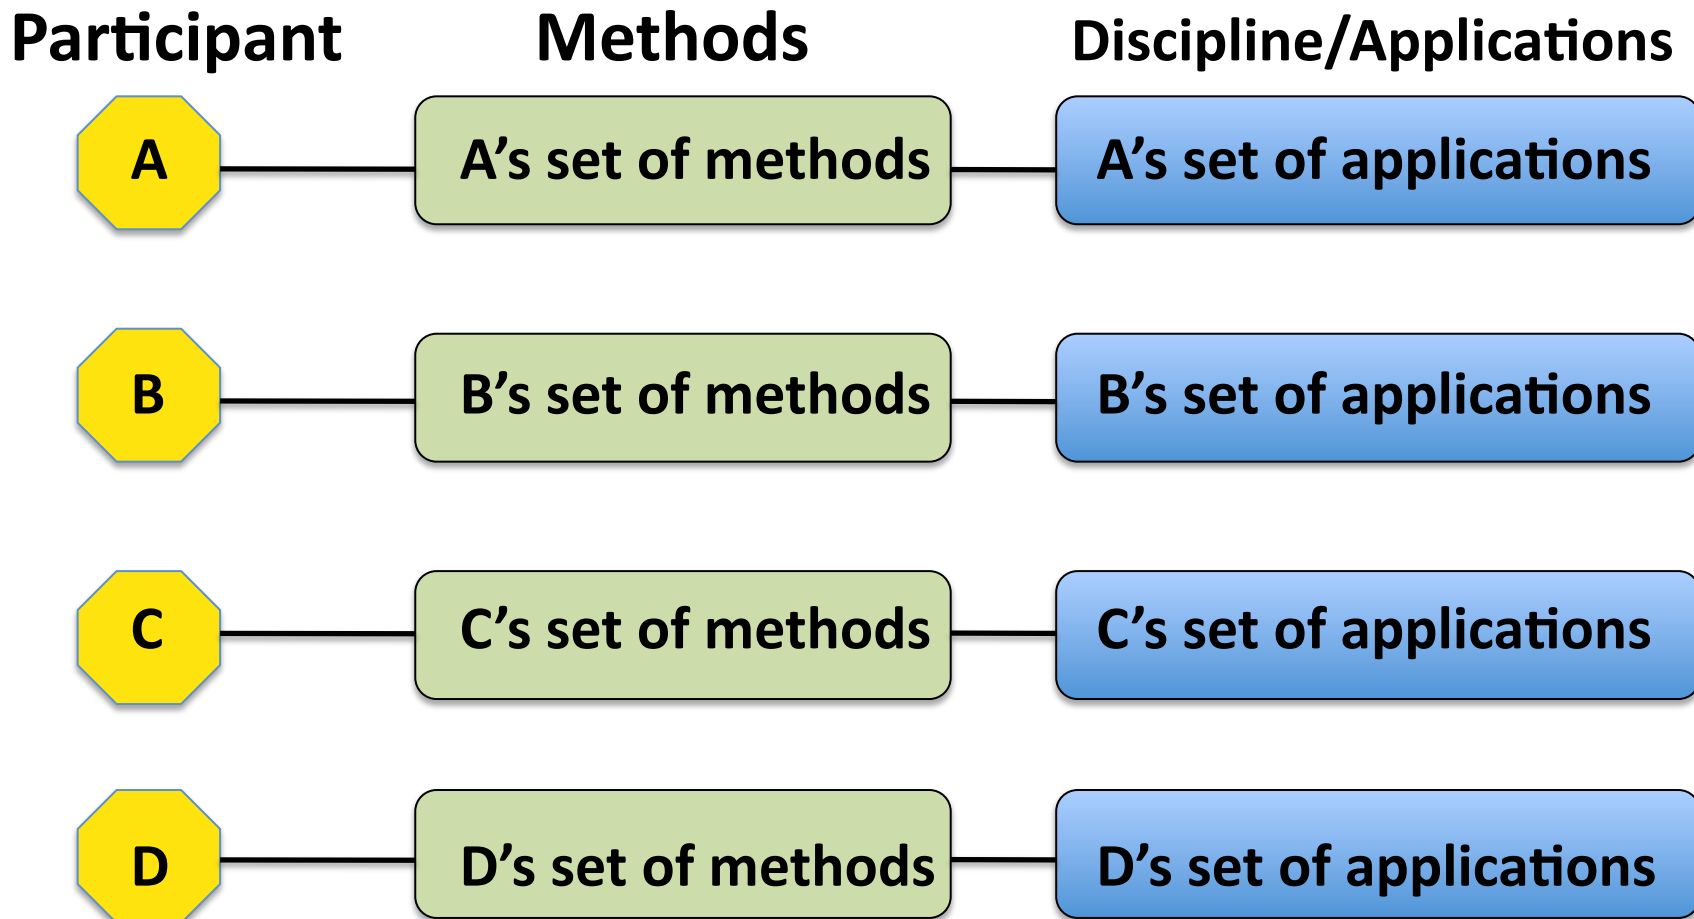 Participant Methods Discipline/Applications
A A’s set of methods A’s set of applications
B B’s set of methods B’s set of applications
C C’s set of methods C’s set of applications
D D’s set of methods D’s set of applications